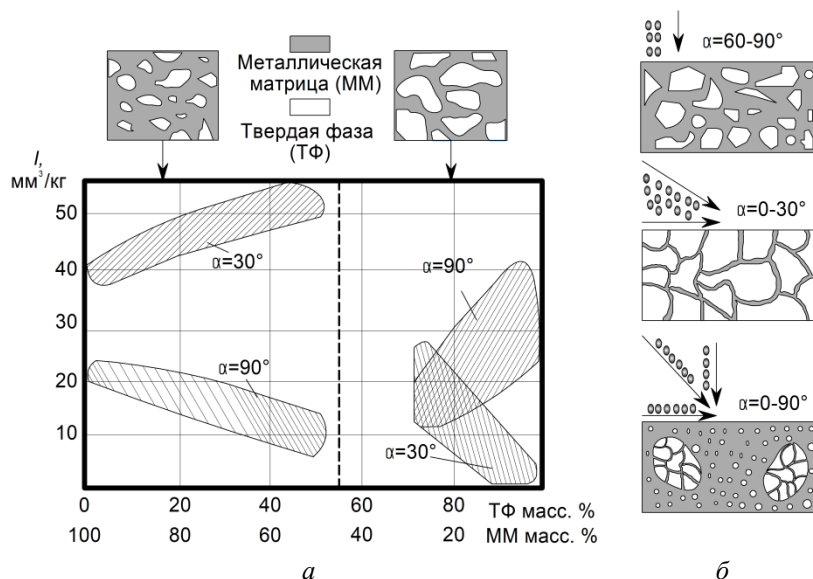 Металлическая
матрица (ММ)
Твердая фаза
(ТФ)
I,
мм³/кг
50
40
30
20
10
α=30°
α=90°
α=90°
α=30°
0 20 40 60 80 ТФ масс. %
100 80 60 40 20 ММ масс. %
а
α=60-90°
α=0-30°
α=0-90°
б